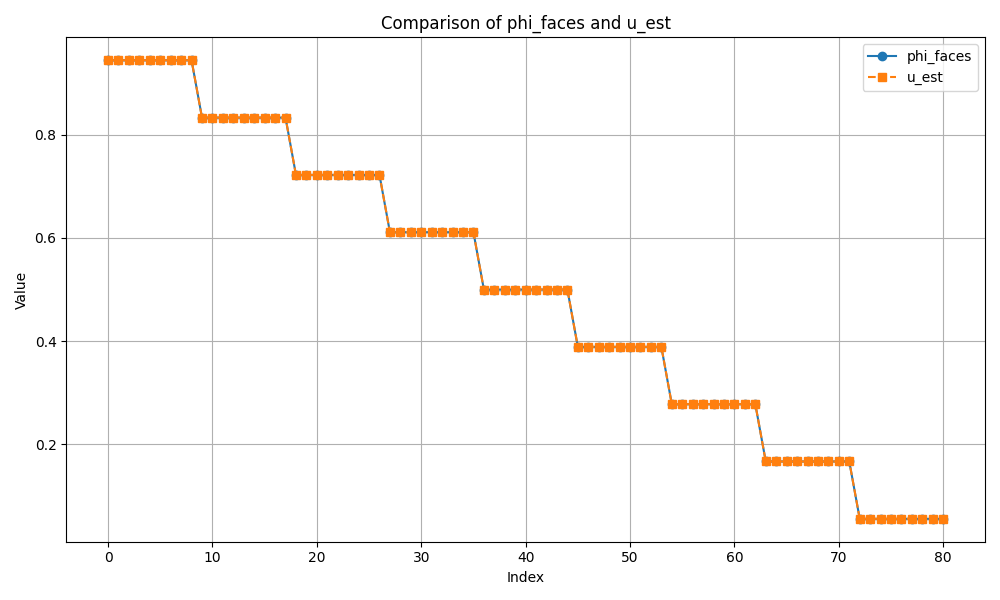 Comparison of phi_faces and u_est
phi_faces
u_est
Value
0.8
0.6
0.4
0.2
0 10 20 30 40 50 60 70 80
Index